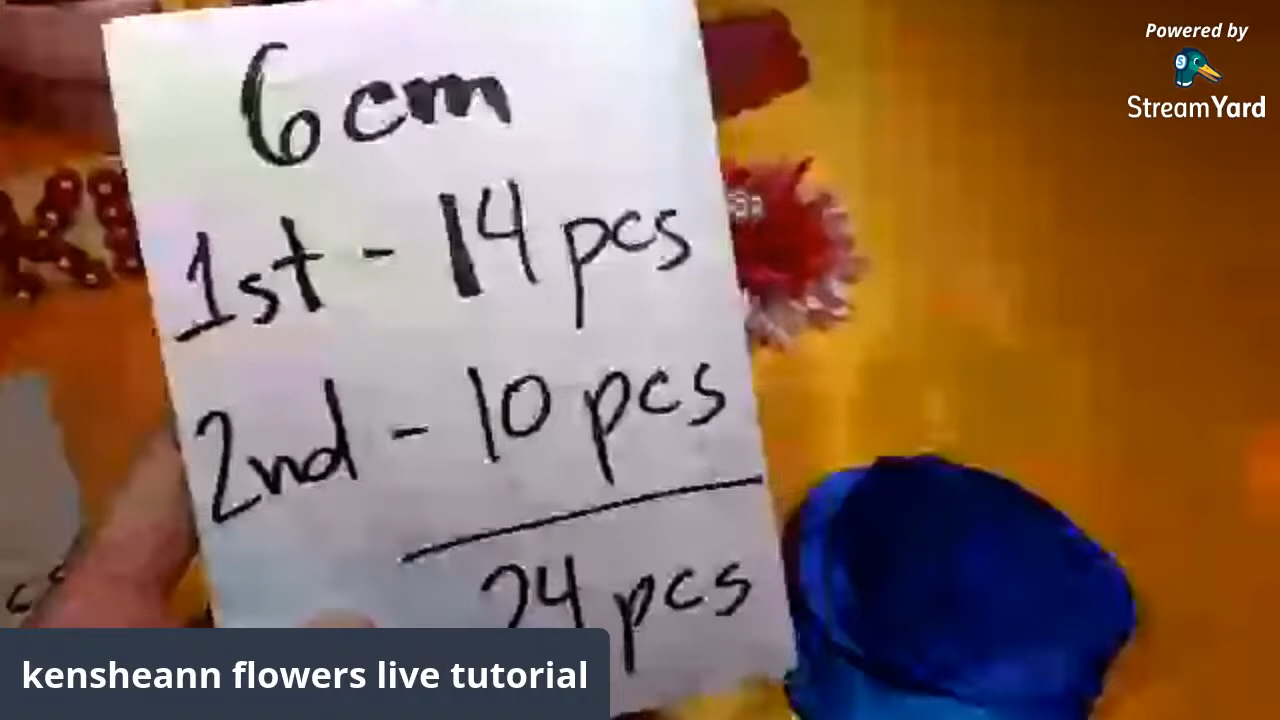 Powered by
StreamYard
6cm
1st - 14 pcs
2nd - 10 pcs
24 pcs
kensheann flowers live tutorial